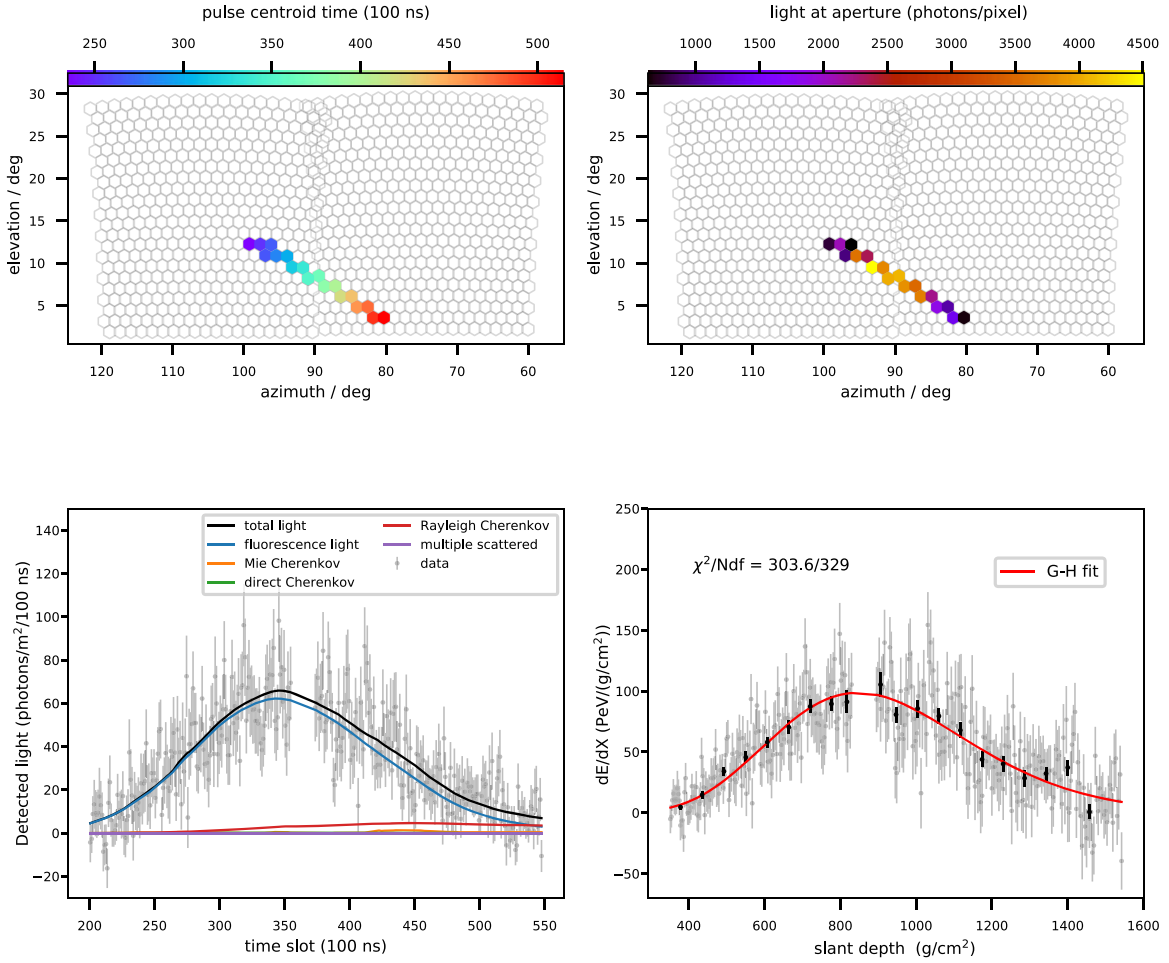 pulse centroid time (100 ns)
250 300 350 400 450 500
30
25
20
15
10
5
elevation / deg
120 110 100 90 80 70 60
azimuth / deg
light at aperture (photons/pixel)
1000 1500 2000 2500 3000 3500 4000 4500
30
25
20
15
10
5
elevation / deg
120 110 100 90 80 70 60
azimuth / deg
140
120
100
80
60
40
20
0
−20
Detected light (photons/m²/100 ns)
total light
fluorescence light
Mie Cherenkov
direct Cherenkov
Rayleigh Cherenkov
multiple scattered
data
200 250 300 350 400 450 500 550
time slot (100 ns)
250
200
150
100
50
0
−50
dE/dX (PeV/(g/cm²))
χ²/Ndf = 303.6/329
G-H fit
400 600 800 1000 1200 1400 1600
slant depth (g/cm²)